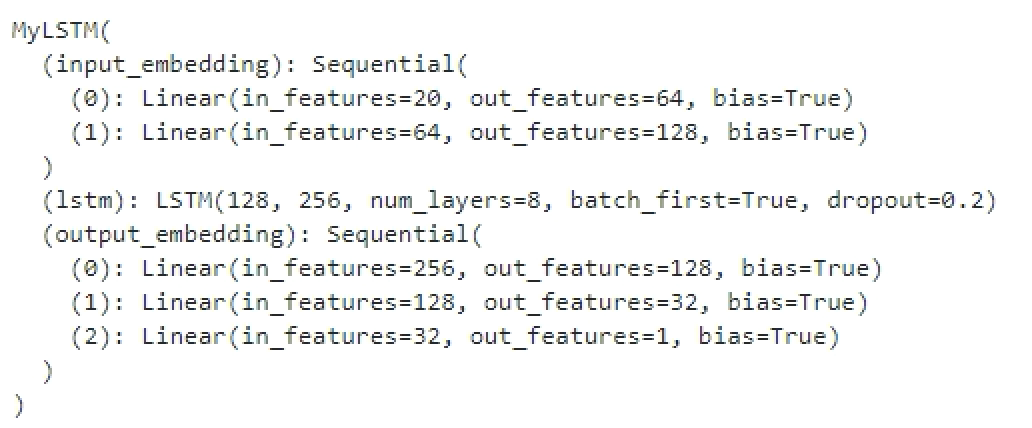 MyLSTM(
  (input_embedding): Sequential(
    (0): Linear(in_features=20, out_features=64, bias=True)
    (1): Linear(in_features=64, out_features=128, bias=True)
  )
  (lstm): LSTM(128, 256, num_layers=8, batch_first=True, dropout=0.2)
  (output_embedding): Sequential(
    (0): Linear(in_features=256, out_features=128, bias=True)
    (1): Linear(in_features=128, out_features=32, bias=True)
    (2): Linear(in_features=32, out_features=1, bias=True)
  )
)